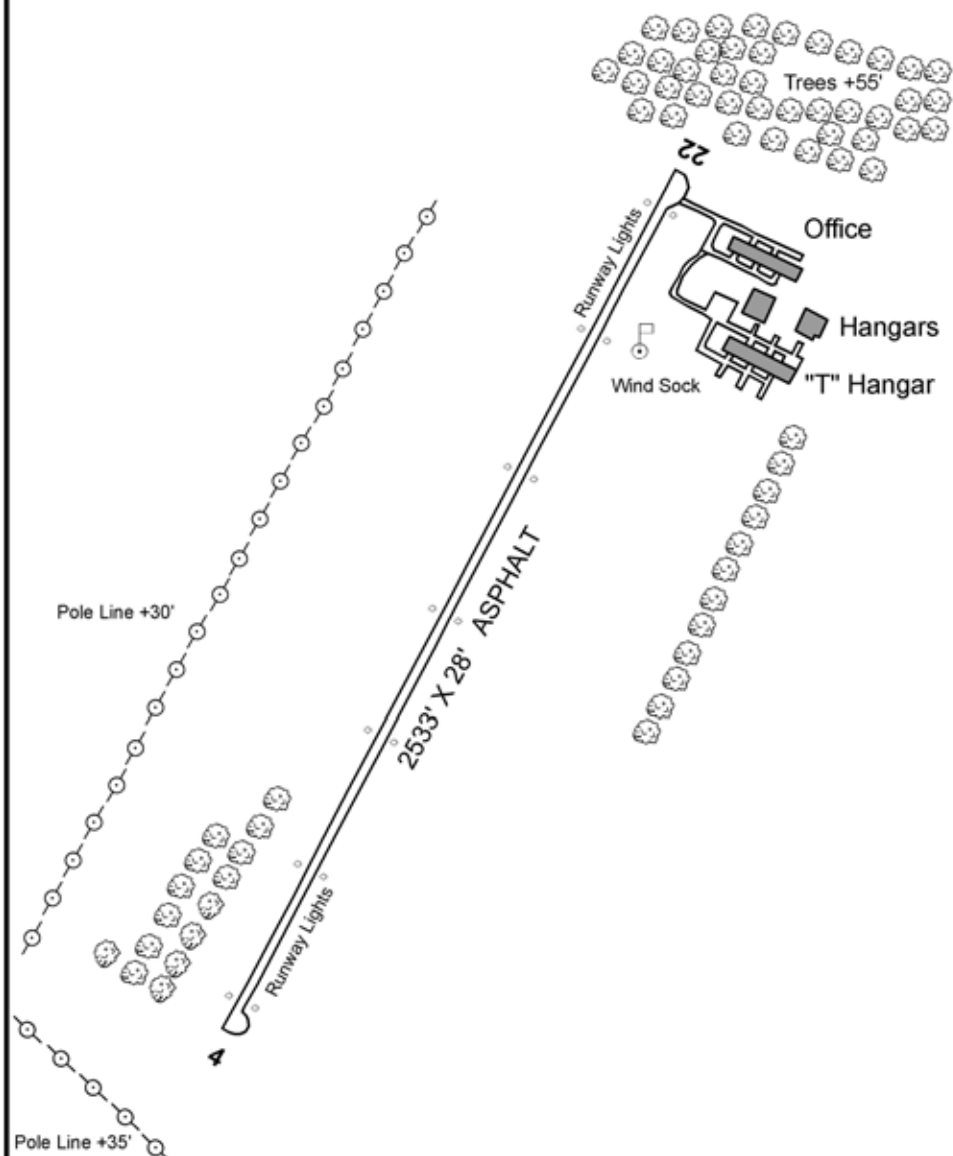 Trees +55'
22
Office
Runway Lights
Hangars
Wind Sock
"T" Hangar
2533' X 28' ASPHALT
Pole Line +30'
Runway Lights
4
Pole Line +35'